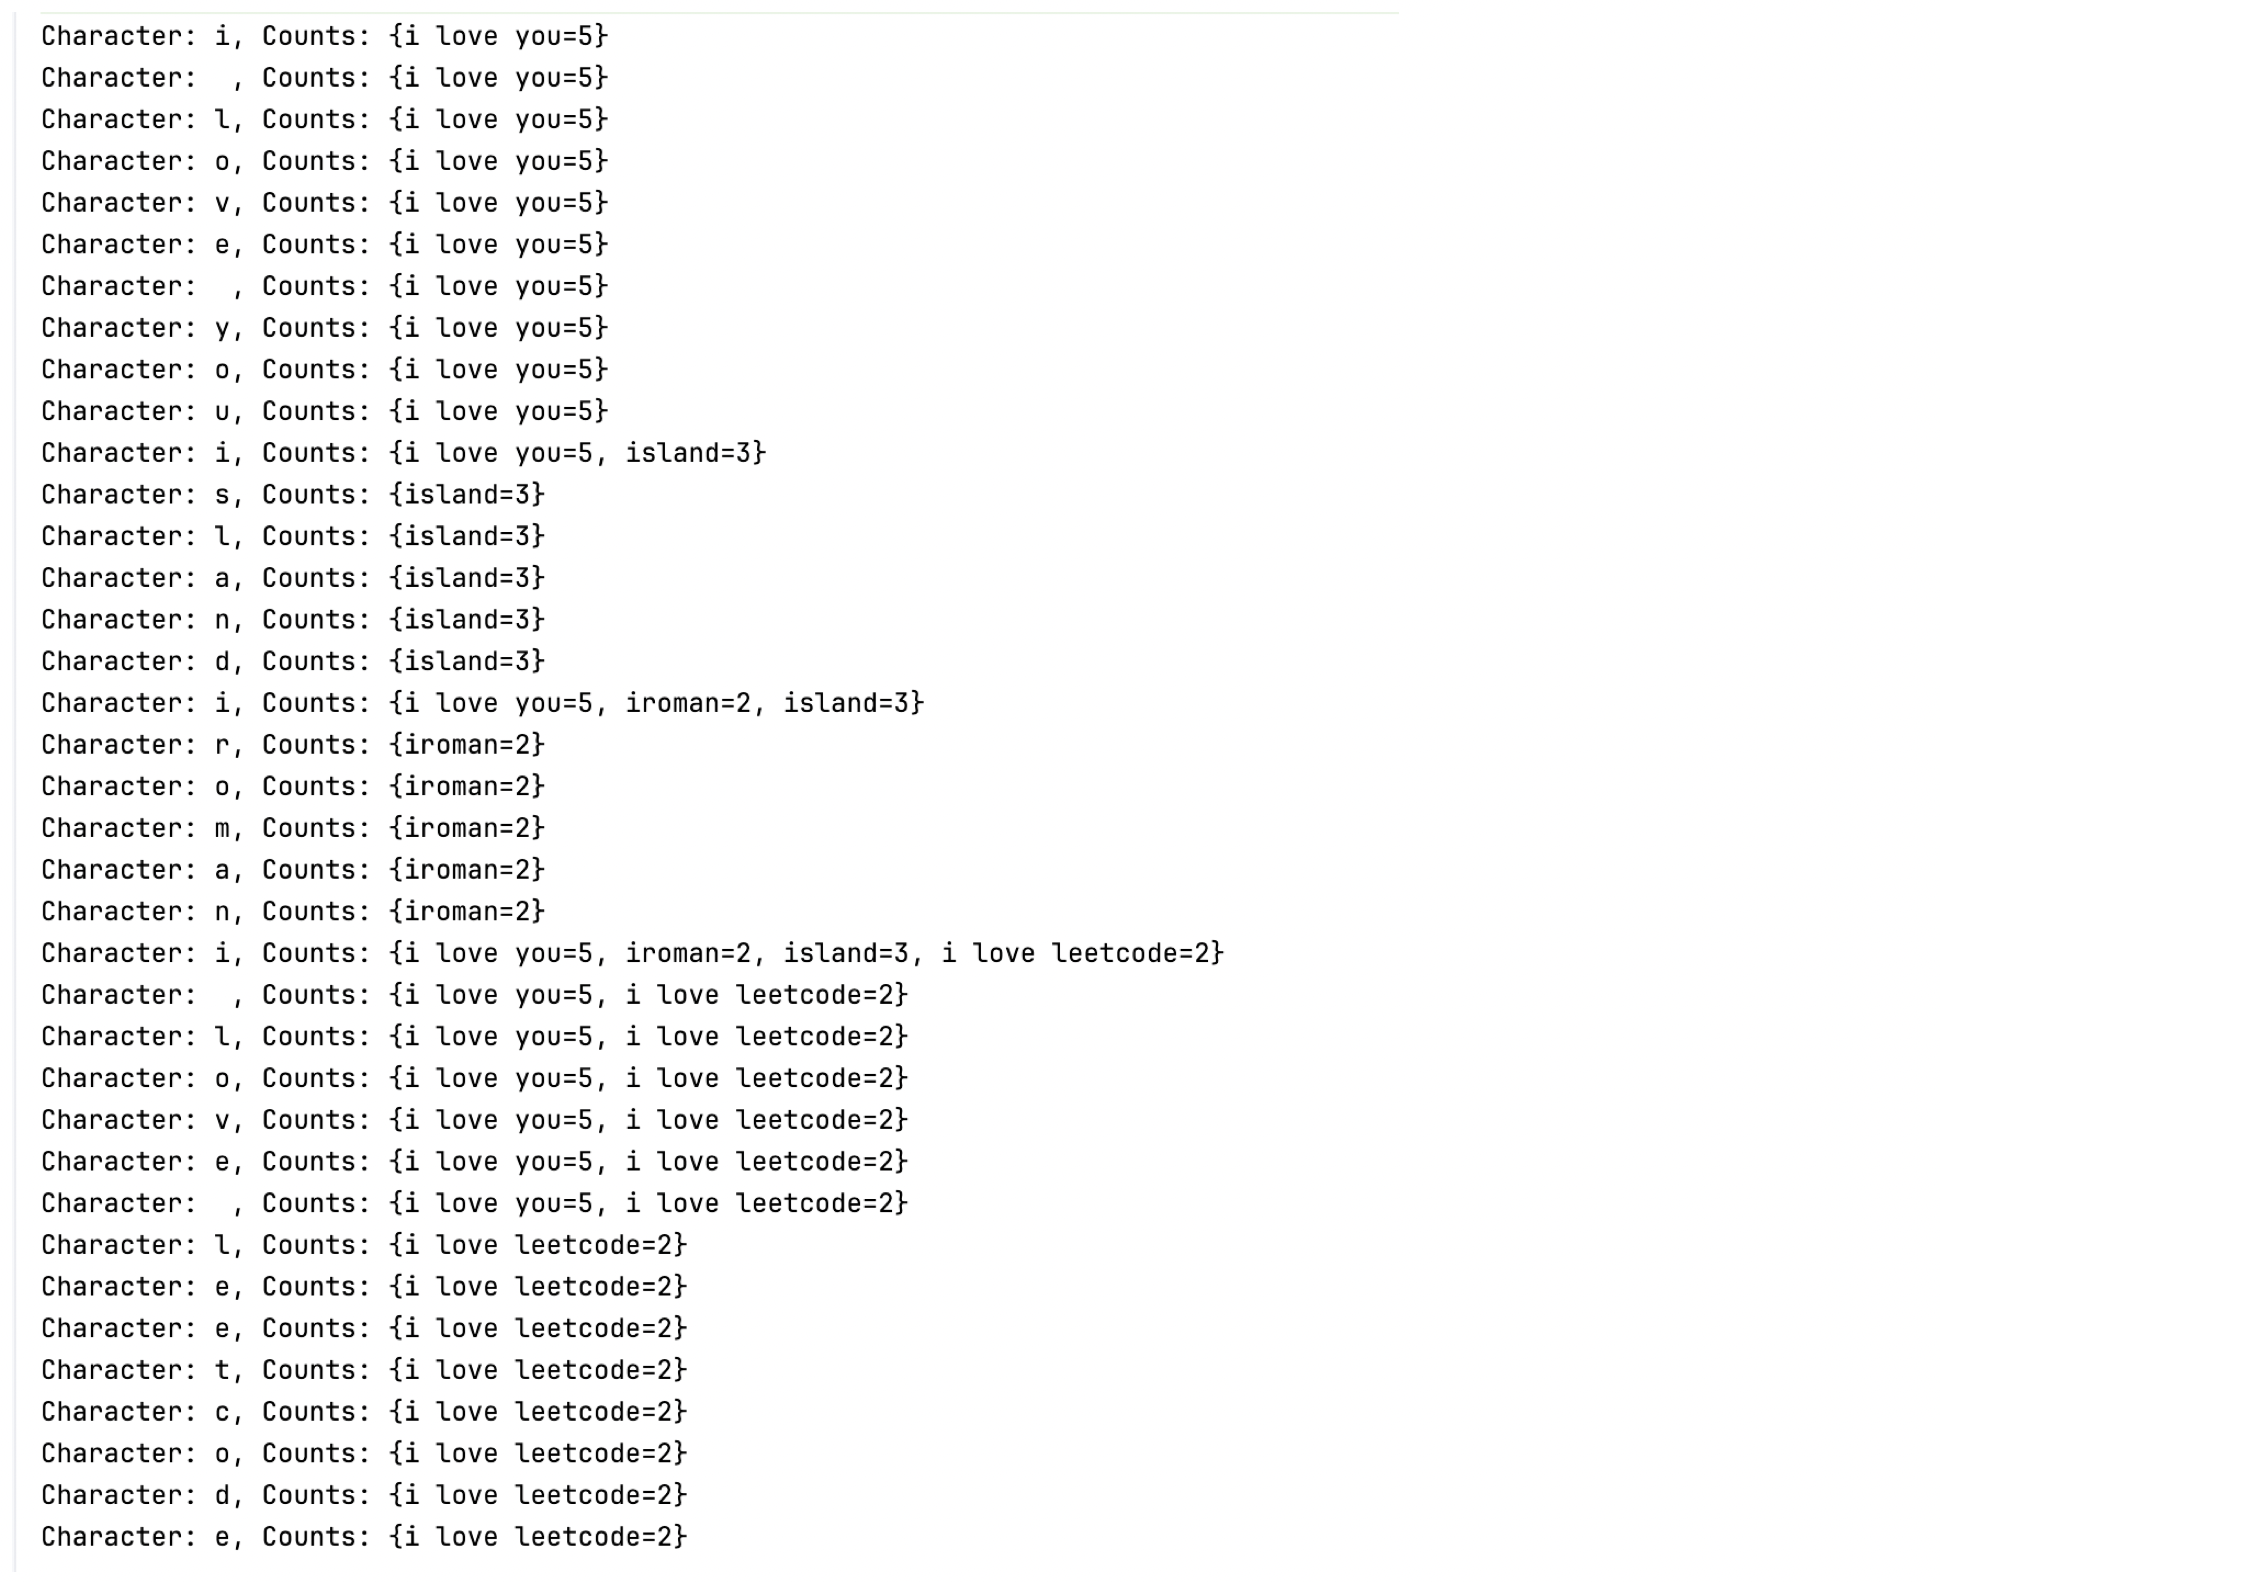 Character: i, Counts: {i love you=5}
Character:  , Counts: {i love you=5}
Character: l, Counts: {i love you=5}
Character: o, Counts: {i love you=5}
Character: v, Counts: {i love you=5}
Character: e, Counts: {i love you=5}
Character:  , Counts: {i love you=5}
Character: y, Counts: {i love you=5}
Character: o, Counts: {i love you=5}
Character: u, Counts: {i love you=5}
Character: i, Counts: {i love you=5, island=3}
Character: s, Counts: {island=3}
Character: l, Counts: {island=3}
Character: a, Counts: {island=3}
Character: n, Counts: {island=3}
Character: d, Counts: {island=3}
Character: i, Counts: {i love you=5, iroman=2, island=3}
Character: r, Counts: {iroman=2}
Character: o, Counts: {iroman=2}
Character: m, Counts: {iroman=2}
Character: a, Counts: {iroman=2}
Character: n, Counts: {iroman=2}
Character: i, Counts: {i love you=5, iroman=2, island=3, i love leetcode=2}
Character:  , Counts: {i love you=5, i love leetcode=2}
Character: l, Counts: {i love you=5, i love leetcode=2}
Character: o, Counts: {i love you=5, i love leetcode=2}
Character: v, Counts: {i love you=5, i love leetcode=2}
Character: e, Counts: {i love you=5, i love leetcode=2}
Character:  , Counts: {i love you=5, i love leetcode=2}
Character: l, Counts: {i love leetcode=2}
Character: e, Counts: {i love leetcode=2}
Character: e, Counts: {i love leetcode=2}
Character: t, Counts: {i love leetcode=2}
Character: c, Counts: {i love leetcode=2}
Character: o, Counts: {i love leetcode=2}
Character: d, Counts: {i love leetcode=2}
Character: e, Counts: {i love leetcode=2}